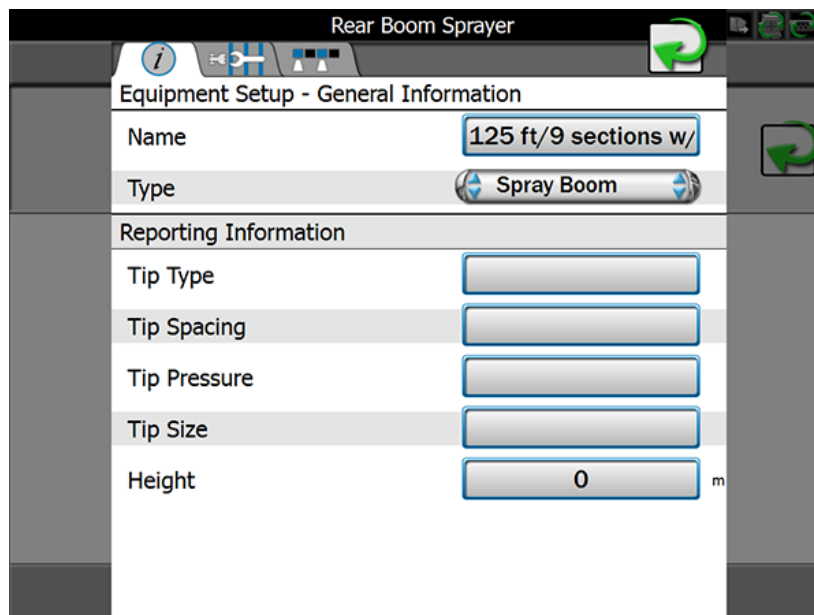 Rear Boom Sprayer
i
Equipment Setup - General Information
Name 125 ft/9 sections w/
Type Spray Boom
Reporting Information
Tip Type
Tip Spacing
Tip Pressure
Tip Size
Height 0 m